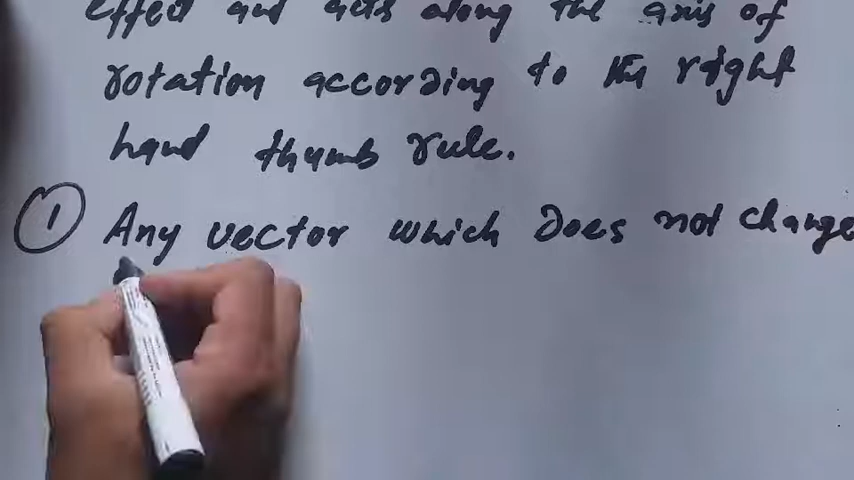 effect and acts along the axis of
rotation according to the right
hand thumb rule.
① Any vector which does not change